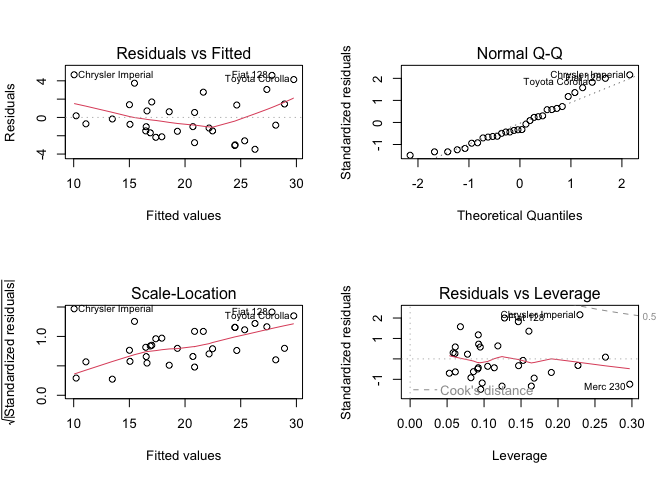 Residuals vs Fitted
Residuals
4
0
-4
Chrysler Imperial
Fiat 128
Toyota Corolla
10 15 20 25 30
Fitted values
Normal Q-Q
Standardized residuals
2
1
0
-1
Chrysler Imperial
Fiat 128
Toyota Corolla
-2 -1 0 1 2
Theoretical Quantiles
Scale-Location
√|Standardized residuals|
1.0
0.0
Chrysler Imperial
Fiat 128
Toyota Corolla
10 15 20 25 30
Fitted values
Residuals vs Leverage
Standardized residuals
2
1
-1
Chrysler Imperial
Fiat 128
0.5
Merc 230
Cook's distance
0.00 0.05 0.10 0.15 0.20 0.25 0.30
Leverage